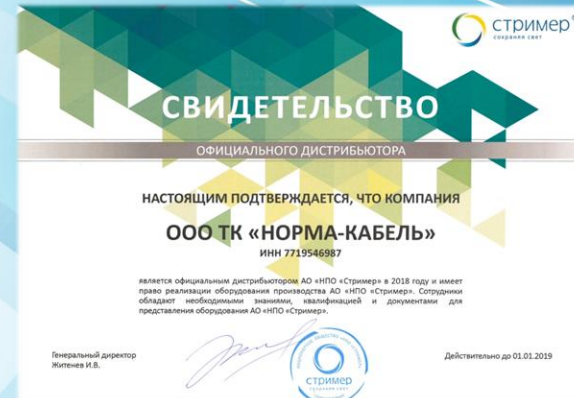 стример
сохраняя свет
СВИДЕТЕЛЬСТВО
ОФИЦИАЛЬНОГО ДИСТРИБЬЮТОРА
НАСТОЯЩИМ ПОДТВЕРЖДАЕТСЯ, ЧТО КОМПАНИЯ
ООО ТК «НОРМА-КАБЕЛЬ»
ИНН 7719546987
является официальным дистрибьютором АО «НПО «Стример» в 2018 году и имеет
право реализации оборудования производства АО «НПО «Стример». Сотрудники
обладают необходимыми знаниями, квалификацией и документами для
представления оборудования АО «НПО «Стример».
Генеральный директор
Житенев И.В.
стример
Действительно до 01.01.2019